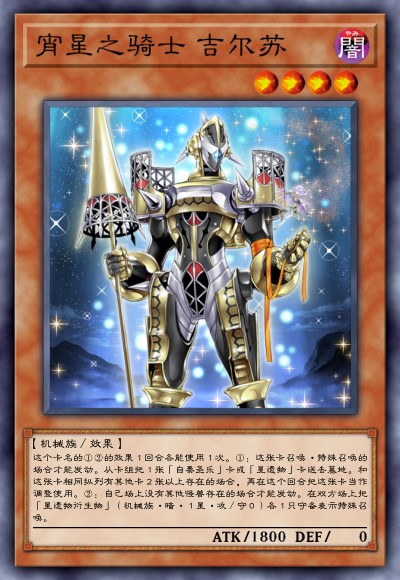 宵星之骑士 吉尔苏
闇
やみ
【机械族/效果】
这个卡名的①②的效果1回合各能使用1次。①：这张卡召唤·特殊召唤的
场合才能发动。从卡组把1张「自奏圣乐」卡或「星遗物」卡送去墓地。和
这张卡相同纵列有其他卡2张以上存在的场合，再在这个回合把这张卡当作
调整使用。②：自己场上没有其他怪兽存在的场合才能发动。在双方场上把
「星遗物衍生物」（机械族·暗·1星·攻/守0）各1只守备表示特殊召
唤。
ATK/1800 DEF/ 0